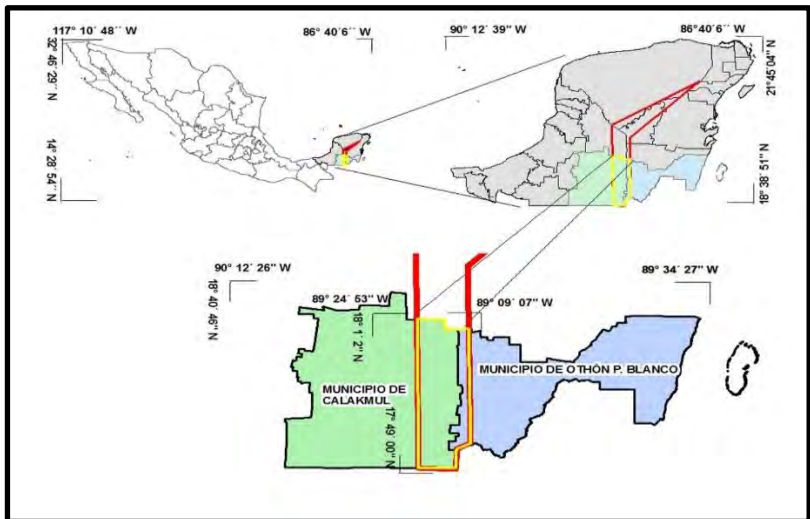 117° 10´ 48´´ W
86° 40´ 6´´ W
32° 46´ 29´´ N
14° 28´ 54´´ N
90° 12´ 39´´ W
86° 40´ 6´´ W
21° 45´ 04´´ N
18° 38´ 51´´ N
90° 12´ 26´´ W
18° 40´ 46´´ N
89° 24´ 53´´ W
18° 1´ 2´´ N
89° 09´ 07´´ W
89° 34´ 27´´ W
MUNICIPIO DE
CALAKMUL
MUNICIPIO DE OTHÓN P. BLANCO
17° 49´ 00´´ N